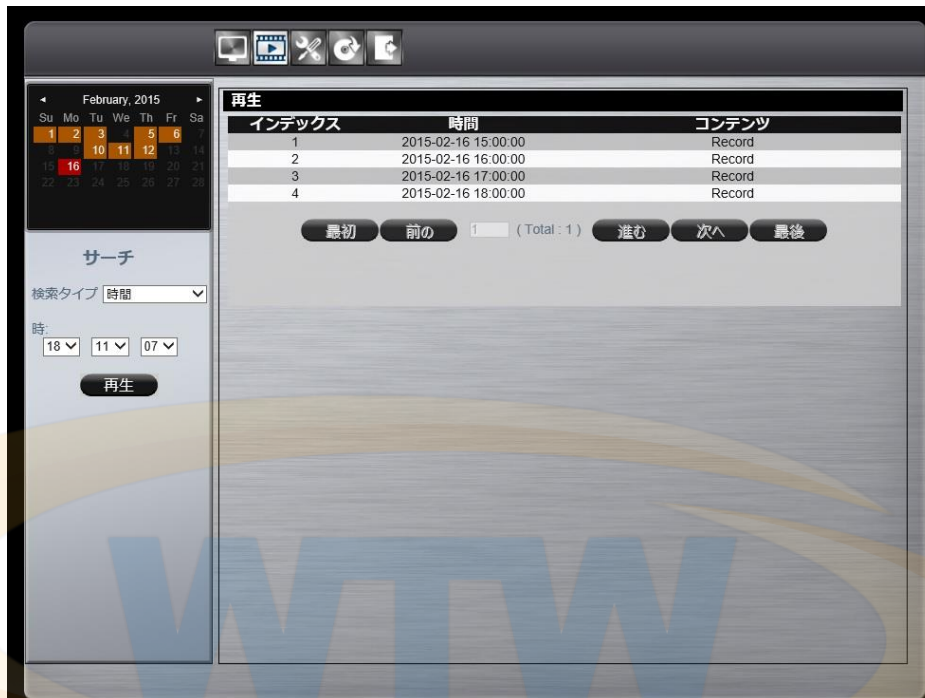 ◄ February, 2015 ►
Su Mo Tu We Th Fr Sa
1 2 3 4 5 6 7
8 9 10 11 12 13 14
15 16 17 18 19 20 21
22 23 24 25 26 27 28
サーチ
検索タイプ 時間
時:
18 11 07
再生
再生
インデックス 時間 コンテンツ
1 2015-02-16 15:00:00 Record
2 2015-02-16 16:00:00 Record
3 2015-02-16 17:00:00 Record
4 2015-02-16 18:00:00 Record
最初 前の 1 ( Total : 1 ) 進む 次へ 最後
WTW